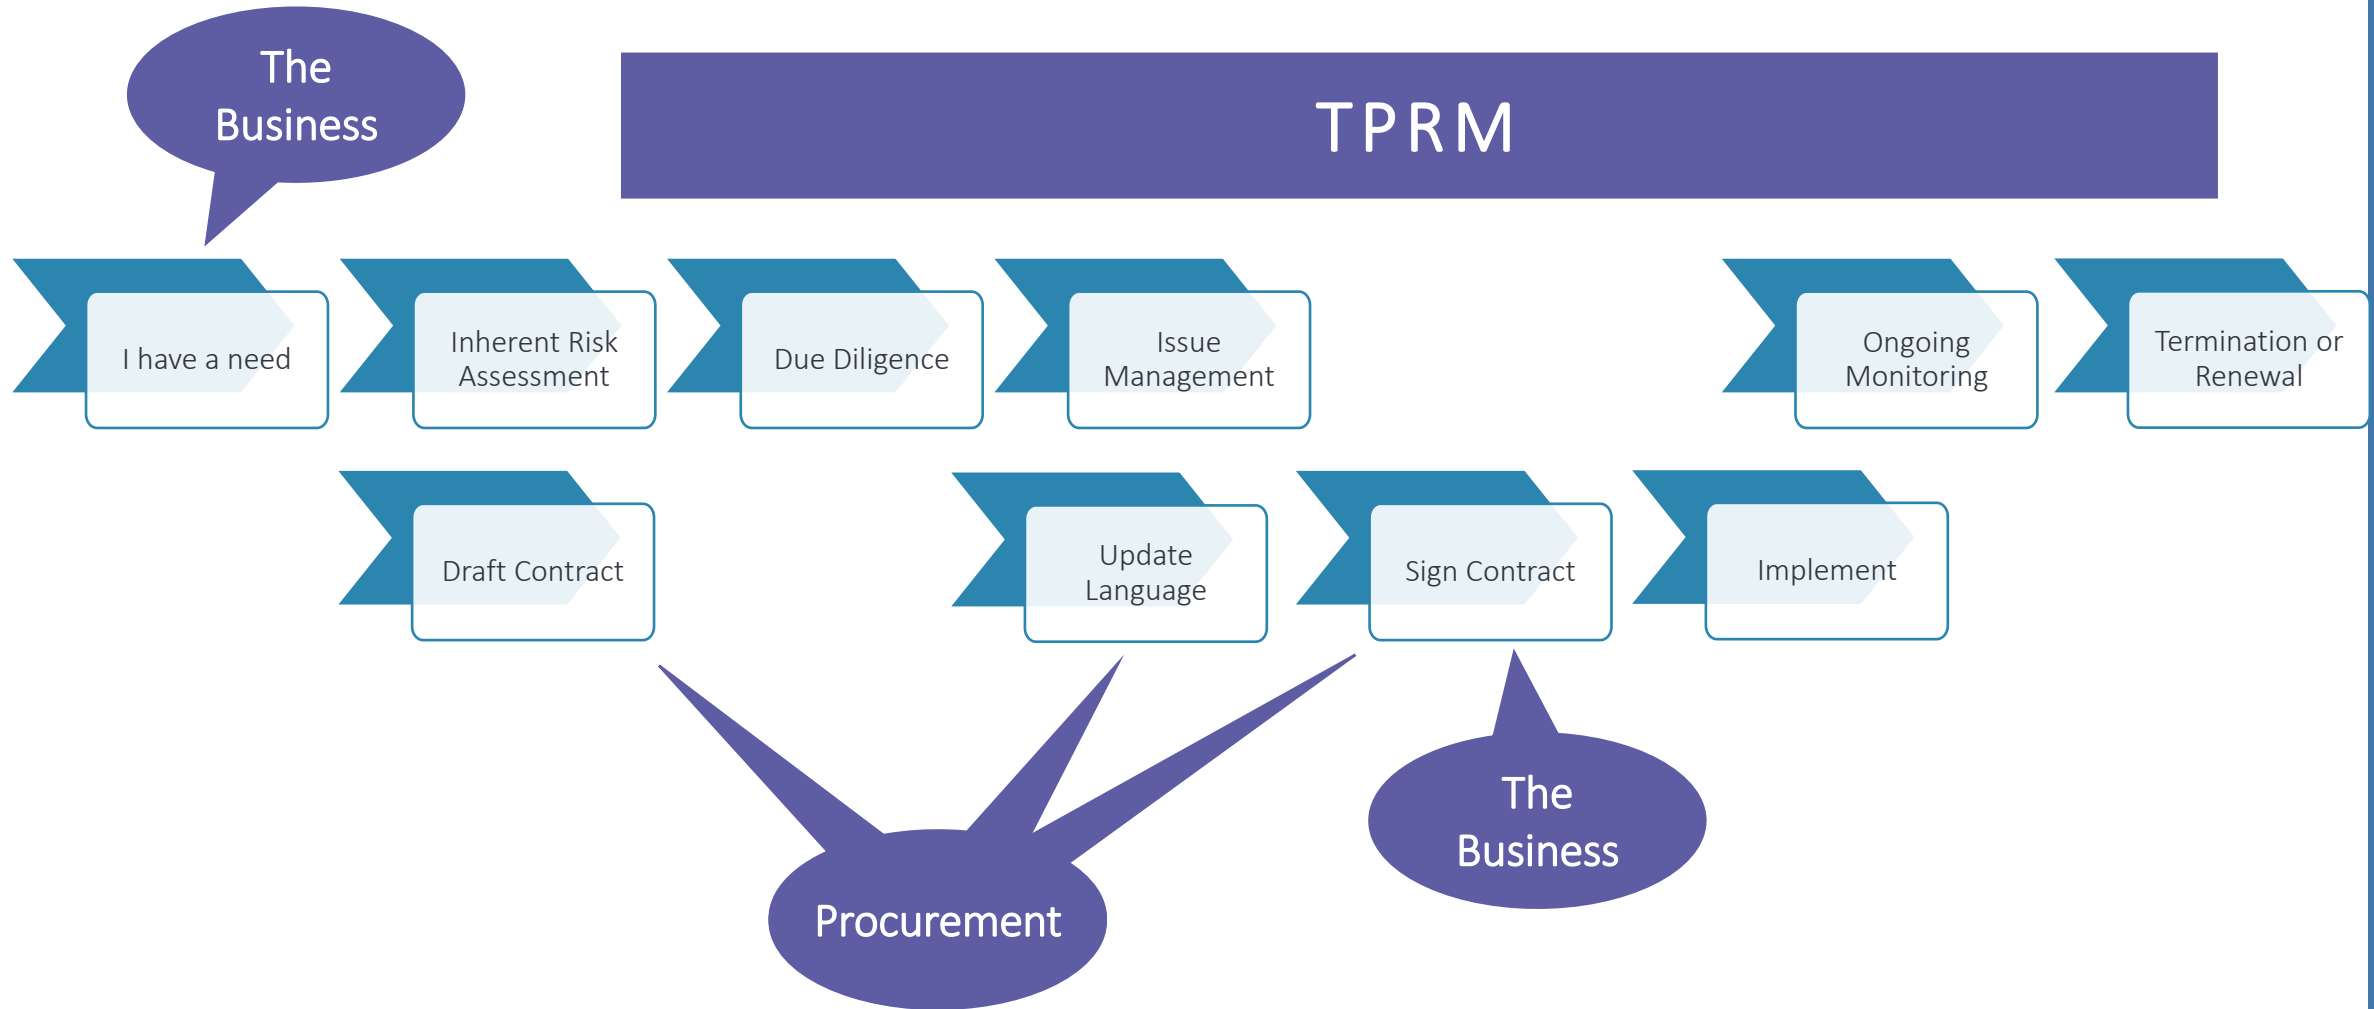 The
Business
TPRM
I have a need
Inherent Risk
Assessment
Due Diligence
Issue
Management
Ongoing
Monitoring
Termination or
Renewal
Draft Contract
Update
Language
Sign Contract
Implement
The
Business
Procurement